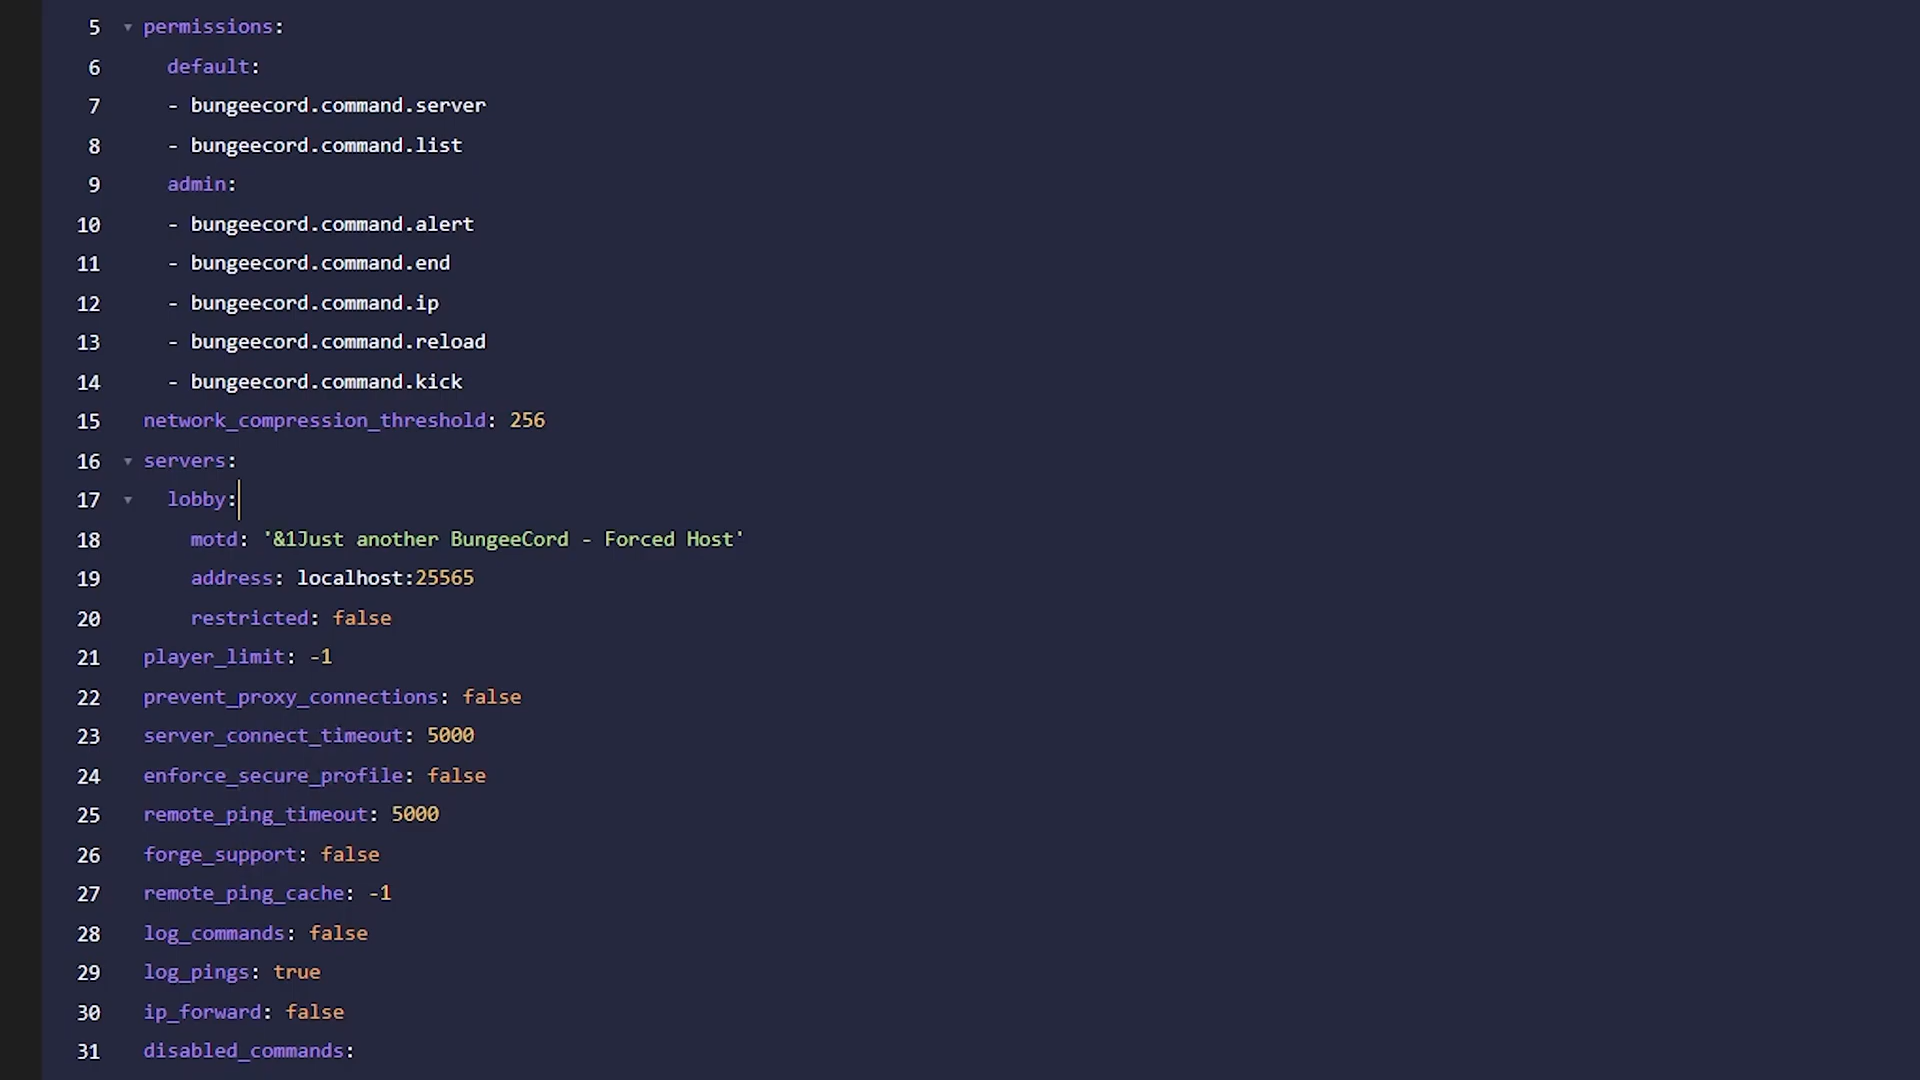 5 permissions:
6 default:
7 - bungeecord.command.server
8 - bungeecord.command.list
9 admin:
10 - bungeecord.command.alert
11 - bungeecord.command.end
12 - bungeecord.command.ip
13 - bungeecord.command.reload
14 - bungeecord.command.kick
15 network_compression_threshold: 256
16 servers:
17 lobby:
18 motd: '&1Just another BungeeCord - Forced Host'
19 address: localhost:25565
20 restricted: false
21 player_limit: -1
22 prevent_proxy_connections: false
23 server_connect_timeout: 5000
24 enforce_secure_profile: false
25 remote_ping_timeout: 5000
26 forge_support: false
27 remote_ping_cache: -1
28 log_commands: false
29 log_pings: true
30 ip_forward: false
31 disabled_commands: